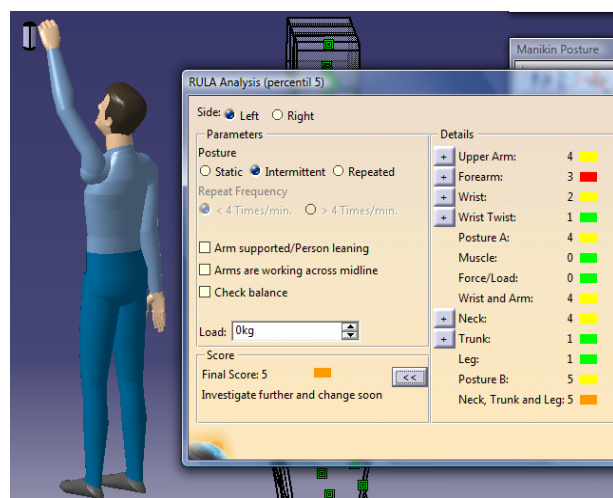 Manikin Posture
RULA Analysis (percentil 5)
Side: Left Right
Parameters
Posture
Static Intermittent Repeated
Repeat Frequency
< 4 Times/min. > 4 Times/min.
Arm supported/Person leaning
Arms are working across midline
Check balance
Load: 0kg
Score
Final Score: 5
<<
Investigate further and change soon
Details
+ Upper Arm: 4
+ Forearm: 3
+ Wrist: 2
+ Wrist Twist: 1
Posture A: 4
Muscle: 0
Force/Load: 0
Wrist and Arm: 4
+ Neck: 4
+ Trunk: 1
Leg: 1
Posture B: 5
Neck, Trunk and Leg: 5